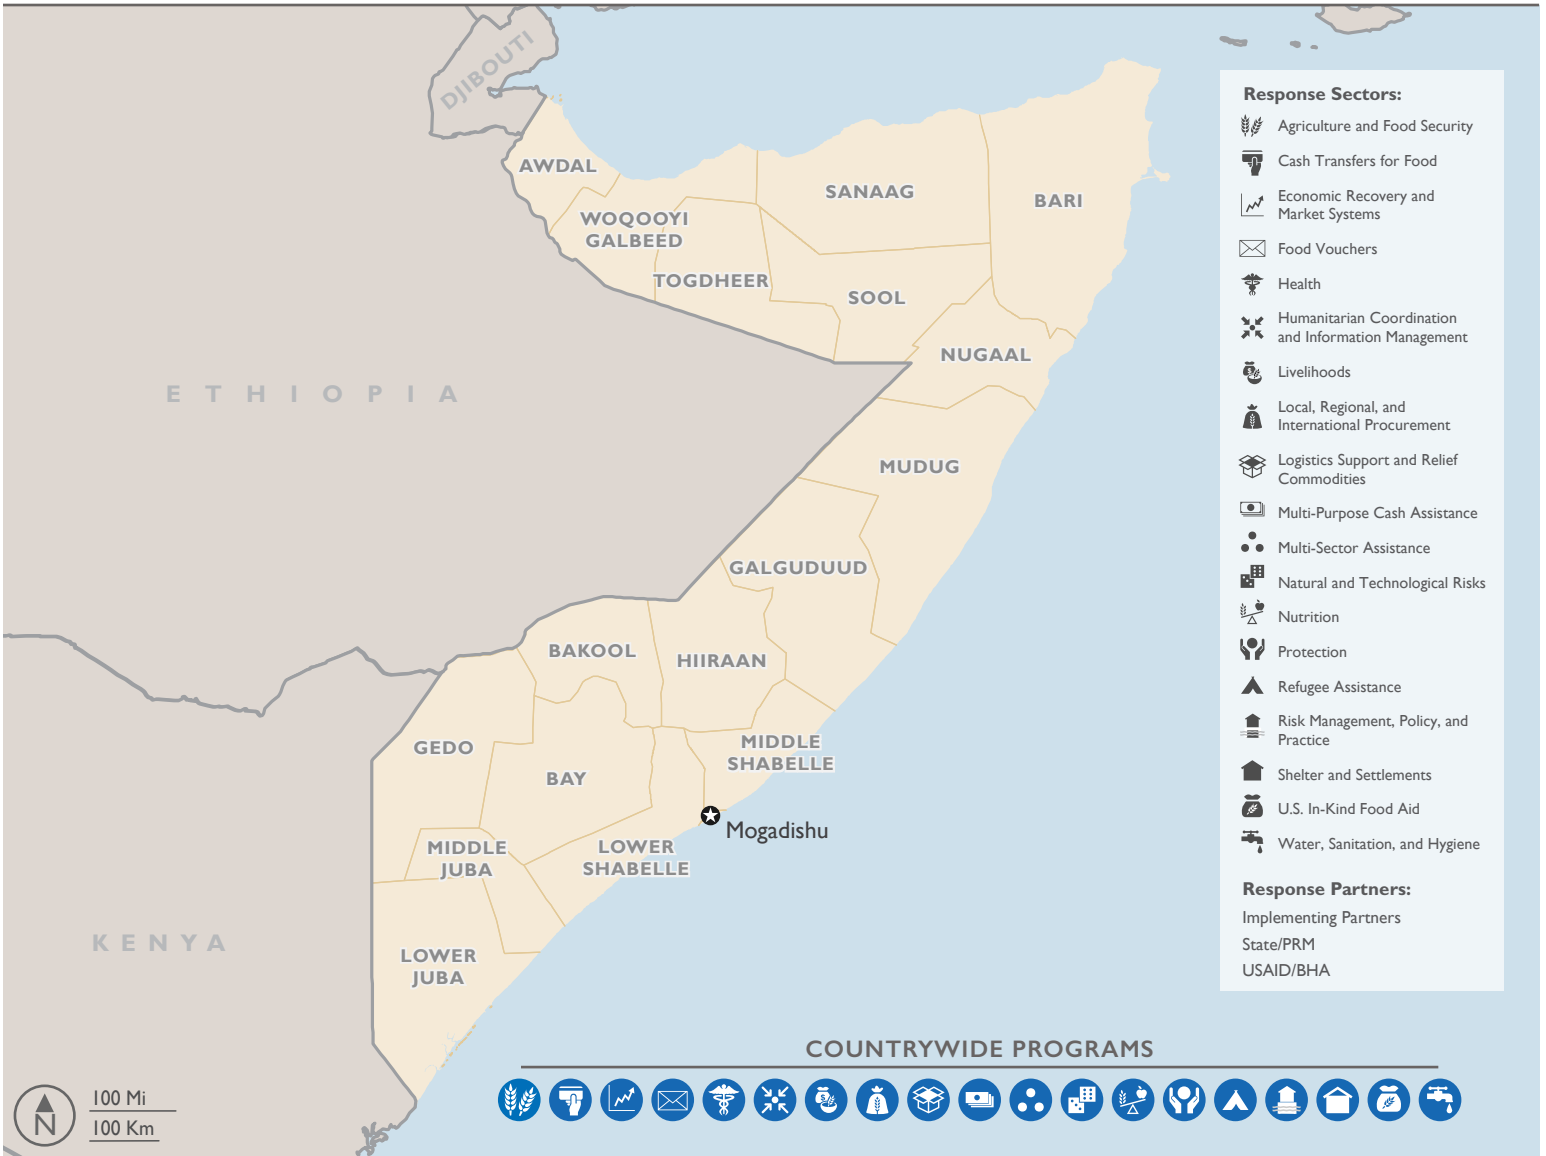 DJIBOUTI
AWDAL
WOQOOYI
GALBEED
TOGDHEER
SANAAG
BARI
SOOL
NUGAAL
ETHIOPIA
MUDUG
GALGUDUUD
BAKOOL
HIIRAAN
GEDO
BAY
MIDDLE
SHABELLE
Mogadishu
MIDDLE
JUBA
LOWER
SHABELLE
KENYA
LOWER
JUBA
Response Sectors:
Agriculture and Food Security
Cash Transfers for Food
Economic Recovery and
Market Systems
Food Vouchers
Health
Humanitarian Coordination
and Information Management
Livelihoods
Local, Regional, and
International Procurement
Logistics Support and Relief
Commodities
Multi-Purpose Cash Assistance
Multi-Sector Assistance
Natural and Technological Risks
Nutrition
Protection
Refugee Assistance
Risk Management, Policy, and
Practice
Shelter and Settlements
U.S. In-Kind Food Aid
Water, Sanitation, and Hygiene
Response Partners:
Implementing Partners
State/PRM
USAID/BHA
COUNTRYWIDE PROGRAMS
N
100 Mi
100 Km